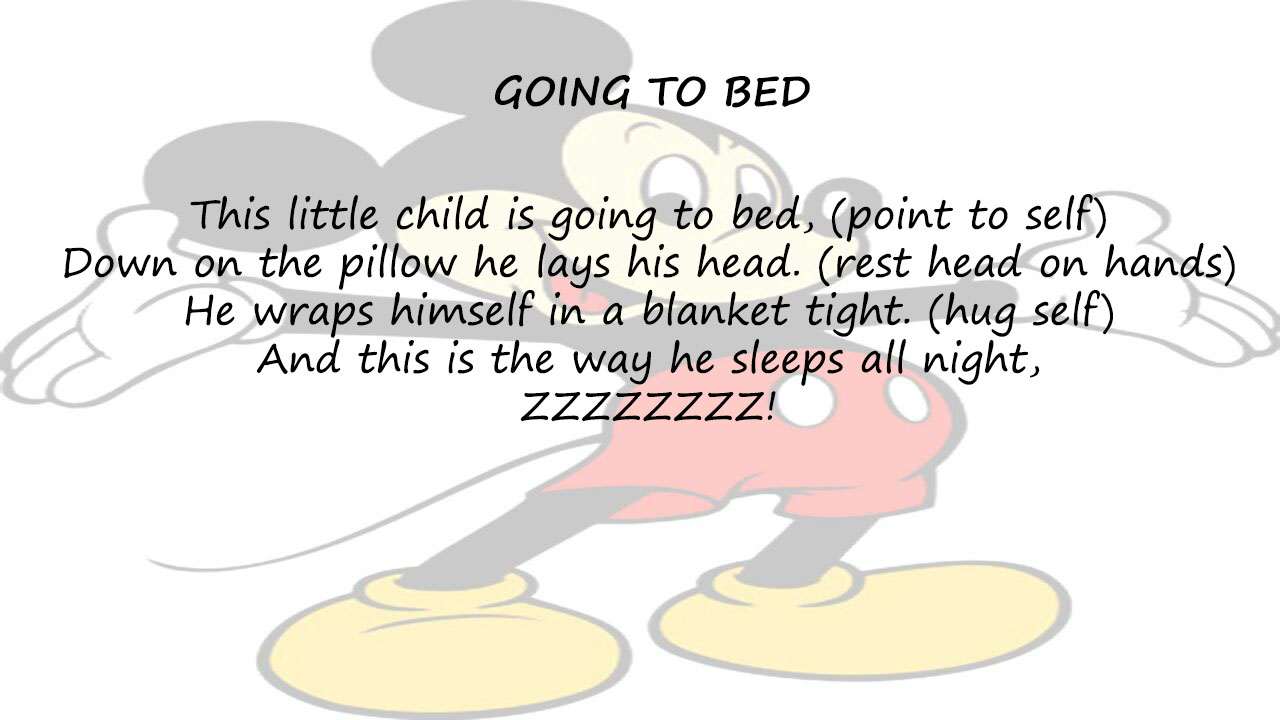 GOING TO BED
This little child is going to bed, (point to self)
Down on the pillow he lays his head. (rest head on hands)
He wraps himself in a blanket tight. (hug self)
And this is the way he sleeps all night,
ZZZZZZZZ!